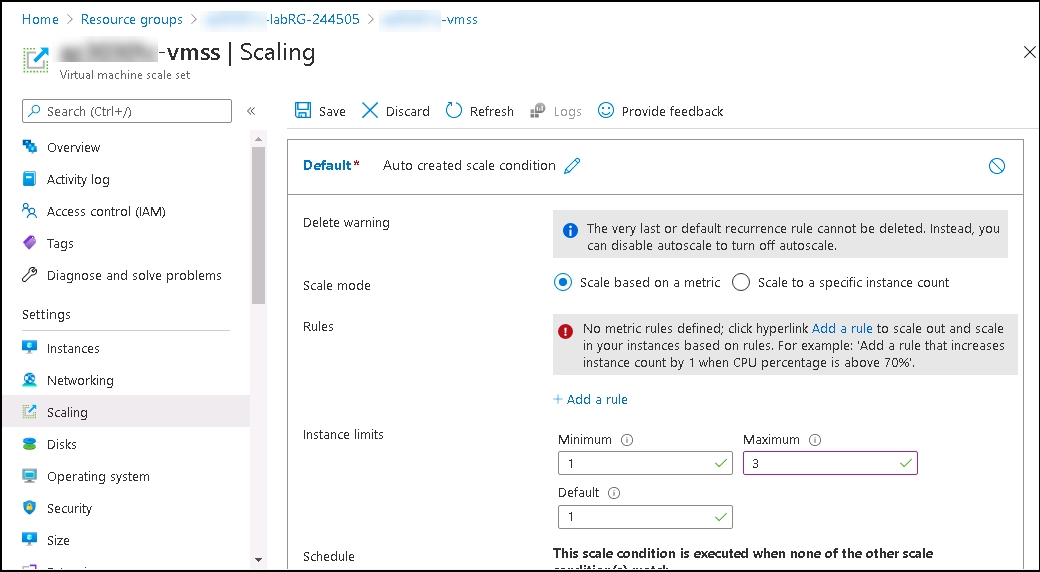 Home > Resource groups > -labRG-244505 > -vmss
-vmss | Scaling
Virtual machine scale set
Search (Ctrl+/)
«
Save
Discard
Refresh
Logs
Provide feedback
Overview
Activity log
Access control (IAM)
Tags
Diagnose and solve problems
Settings
Instances
Networking
Scaling
Disks
Operating system
Security
Size
Default* Auto created scale condition
Delete warning
The very last or default recurrence rule cannot be deleted. Instead, you
can disable autoscale to turn off autoscale.
Scale mode
Scale based on a metric
Scale to a specific instance count
Rules
No metric rules defined; click hyperlink Add a rule to scale out and scale
in your instances based on rules. For example: 'Add a rule that increases
instance count by 1 when CPU percentage is above 70%'.
+ Add a rule
Instance limits
Minimum
1
Maximum
3
Default
1
Schedule
This scale condition is executed when none of the other scale